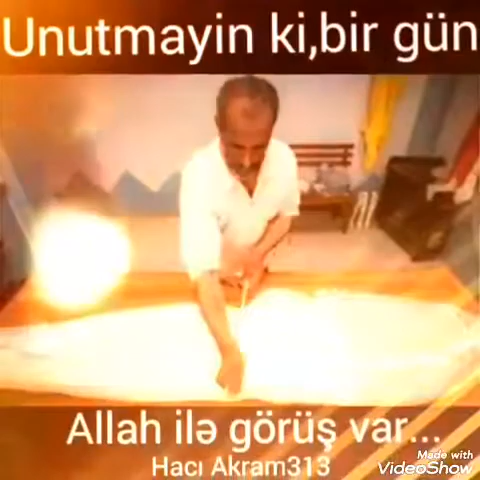 Unutmayin ki,bir gün
Allah ilə görüş var...
Hacı Akram313
Made with
VideoShow